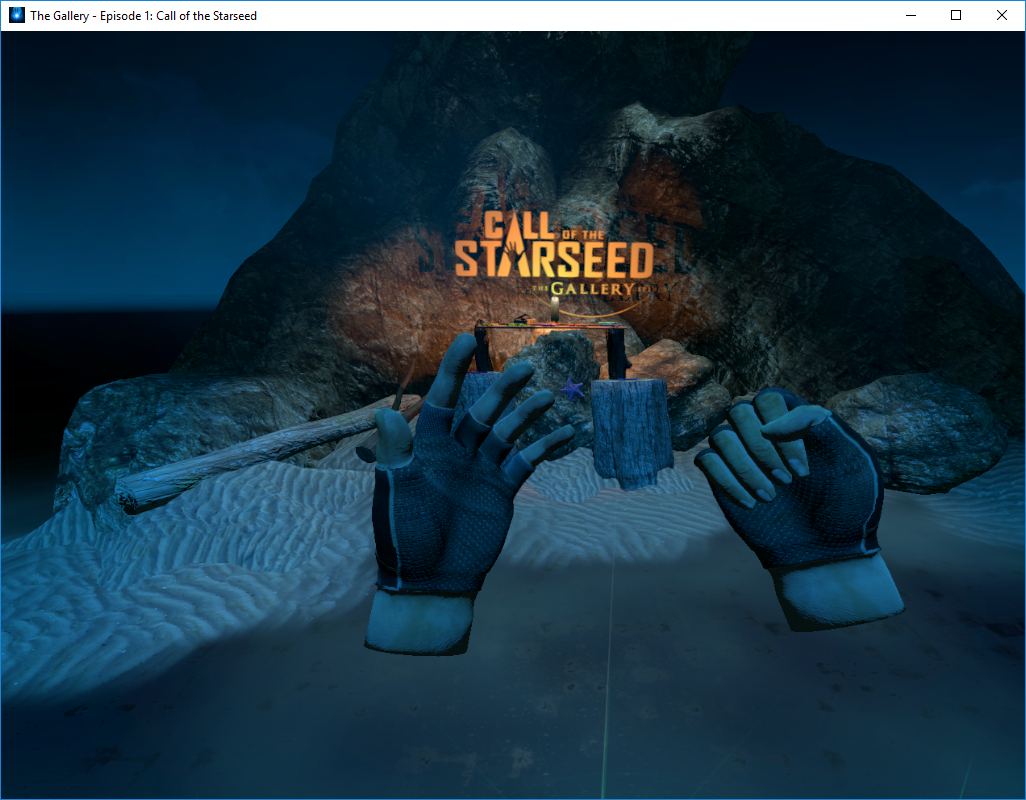 The Gallery - Episode 1: Call of the Starseed
CALL OF THE
STARSEED
THE GALLERY